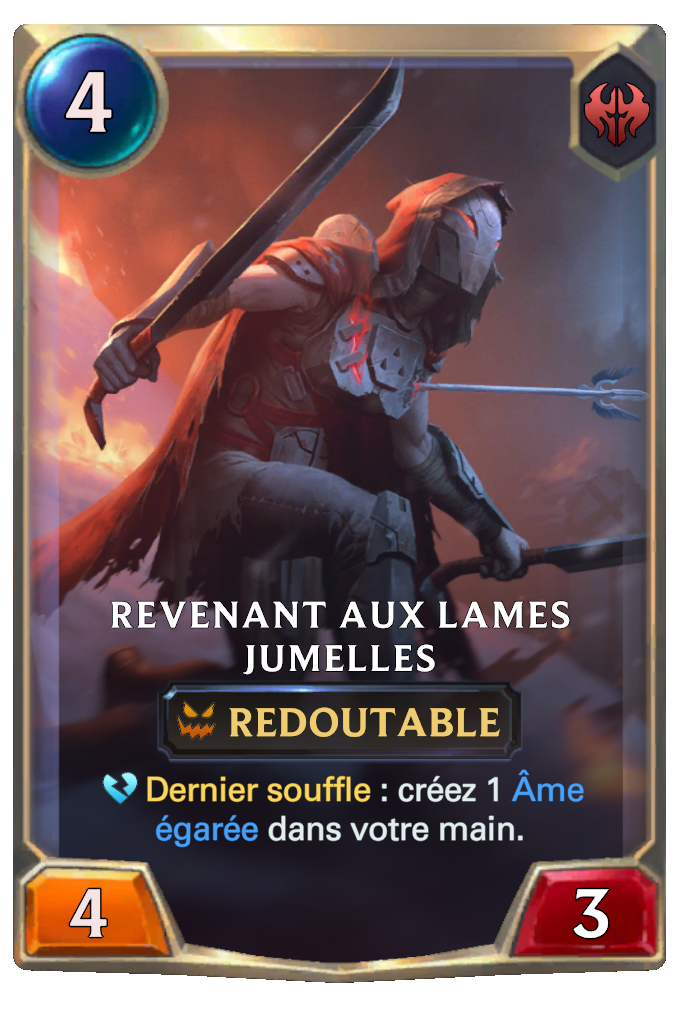 4
REVENANT AUX LAMES
JUMELLES
REDOUTABLE
Dernier souffle : créez 1 Âme
égarée dans votre main.
4
3